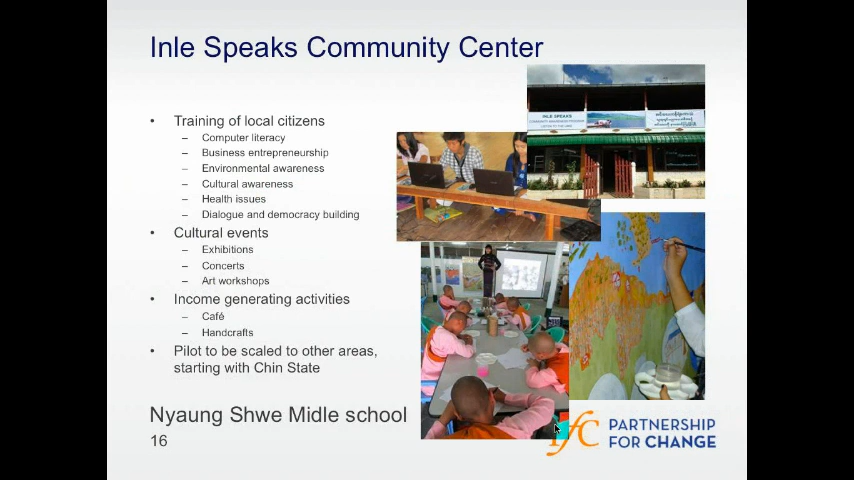 Inle Speaks Community Center
• Training of local citizens
– Computer literacy
– Business entrepreneurship
– Environmental awareness
– Cultural awareness
– Health issues
– Dialogue and democracy building
• Cultural events
– Exhibitions
– Concerts
– Art workshops
• Income generating activities
– Café
– Handcrafts
• Pilot to be scaled to other areas,
starting with Chin State
Nyaung Shwe Midle school
16
INLE SPEAKS
PARTNERSHIP
FOR CHANGE